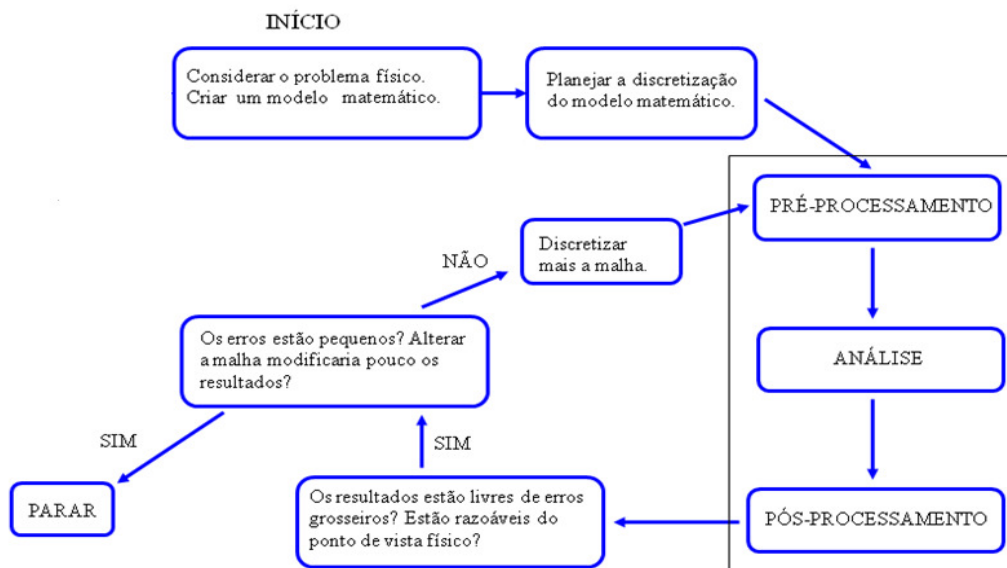 INÍCIO
Considerar o problema físico.
Criar um modelo matemático.
Planejar a discretização
do modelo matemático.
PRÉ-PROCESSAMENTO
Discretizar
mais a malha.
NÃO
Os erros estão pequenos? Alterar
a malha modificaria pouco os
resultados?
ANÁLISE
SIM
SIM
PARAR
Os resultados estão livres de erros
grosseiros? Estão razoáveis do
ponto de vista físico?
PÓS-PROCESSAMENTO